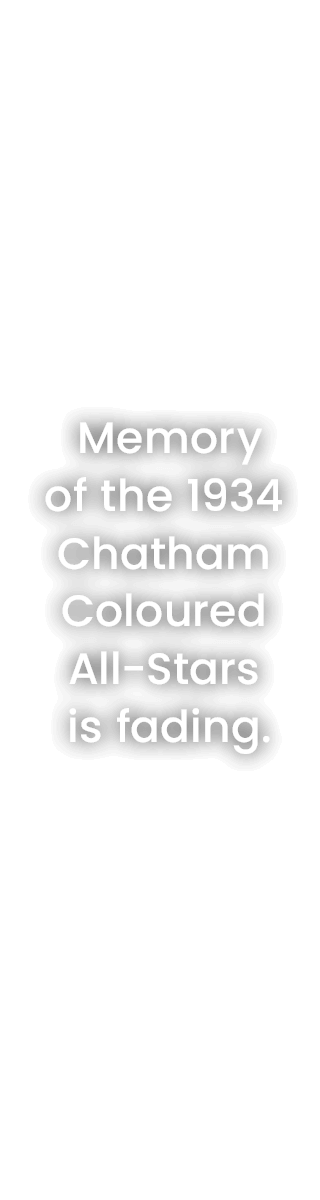 Memory
of the 1934
Chatham
Coloured
All-Stars
is fading.